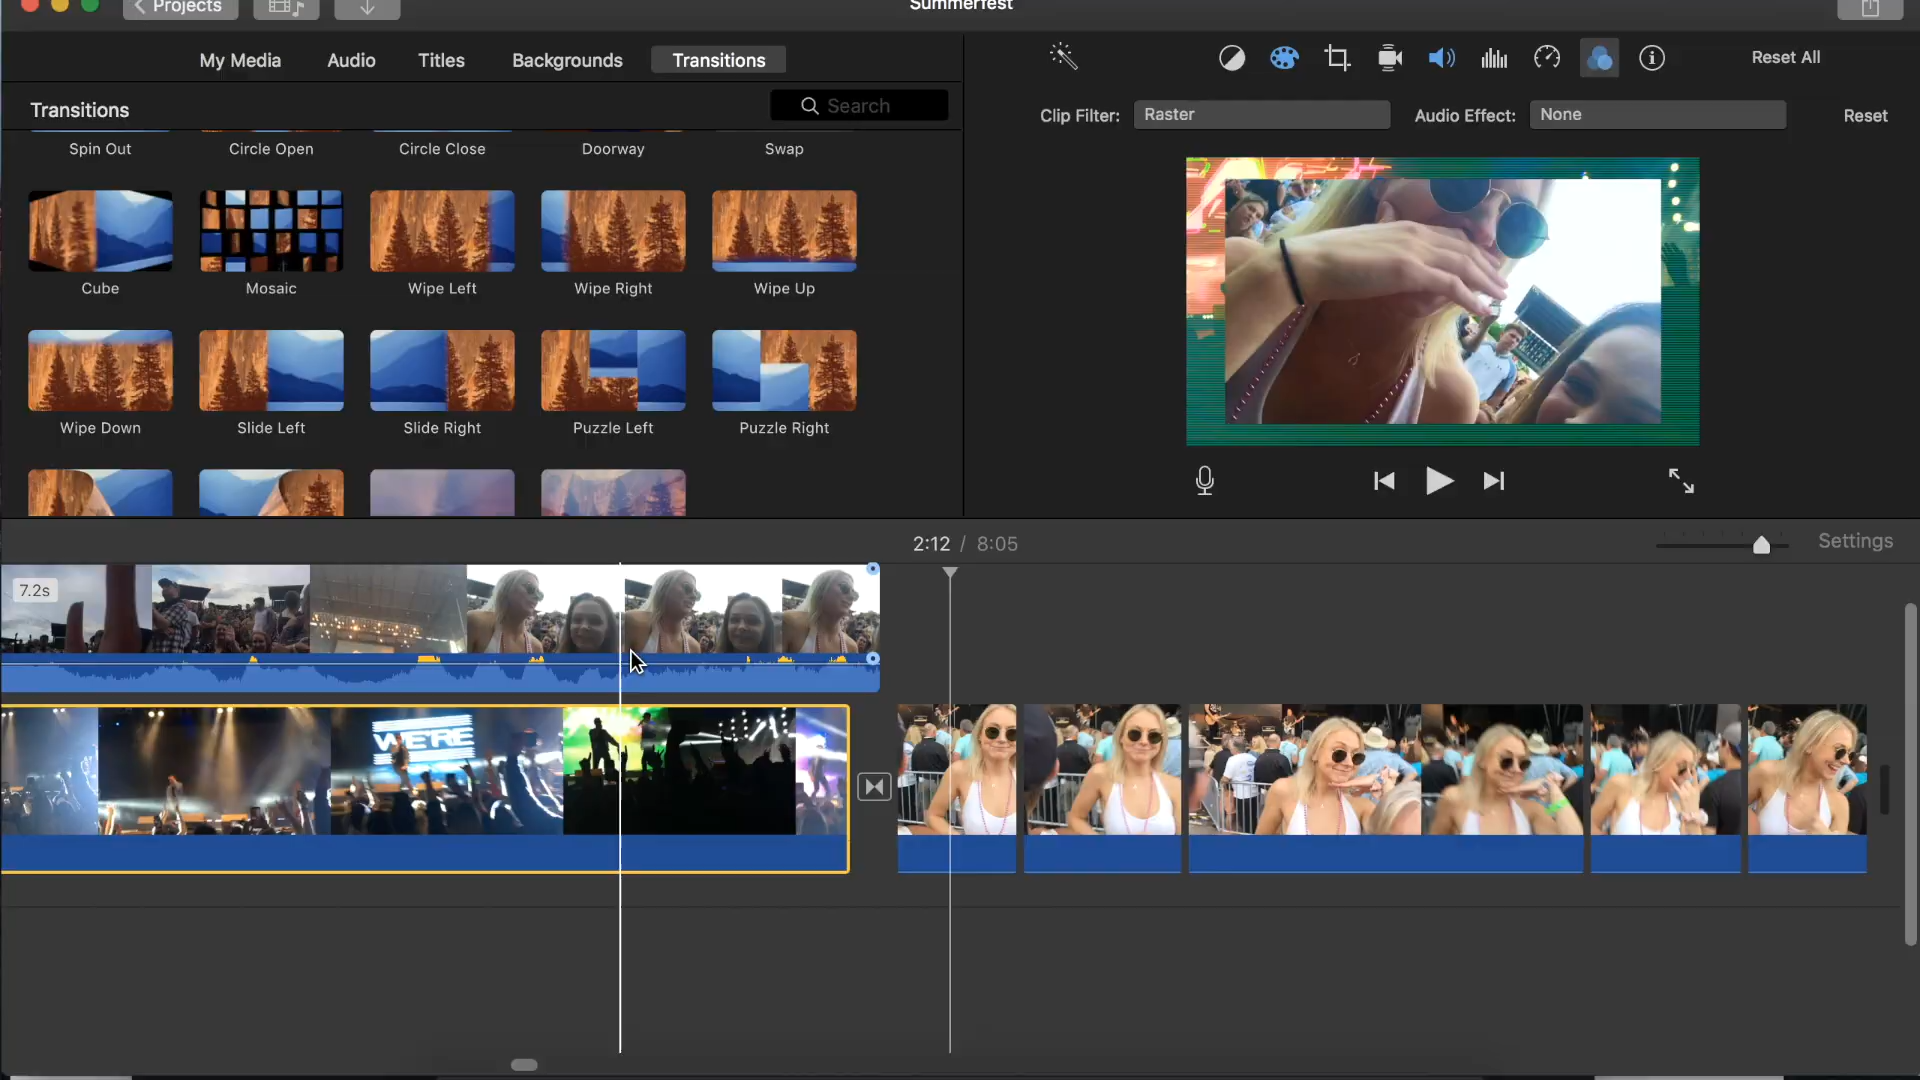 Projects
Summerfest
My Media Audio Titles Backgrounds Transitions
Reset All
Transitions
Search
Clip Filter: Raster Audio Effect: None Reset
Spin Out Circle Open Circle Close Doorway Swap
Cube Mosaic Wipe Left Wipe Right Wipe Up
Wipe Down Slide Left Slide Right Puzzle Left Puzzle Right
2:12 / 8:05
Settings
7.2s
WE'RE